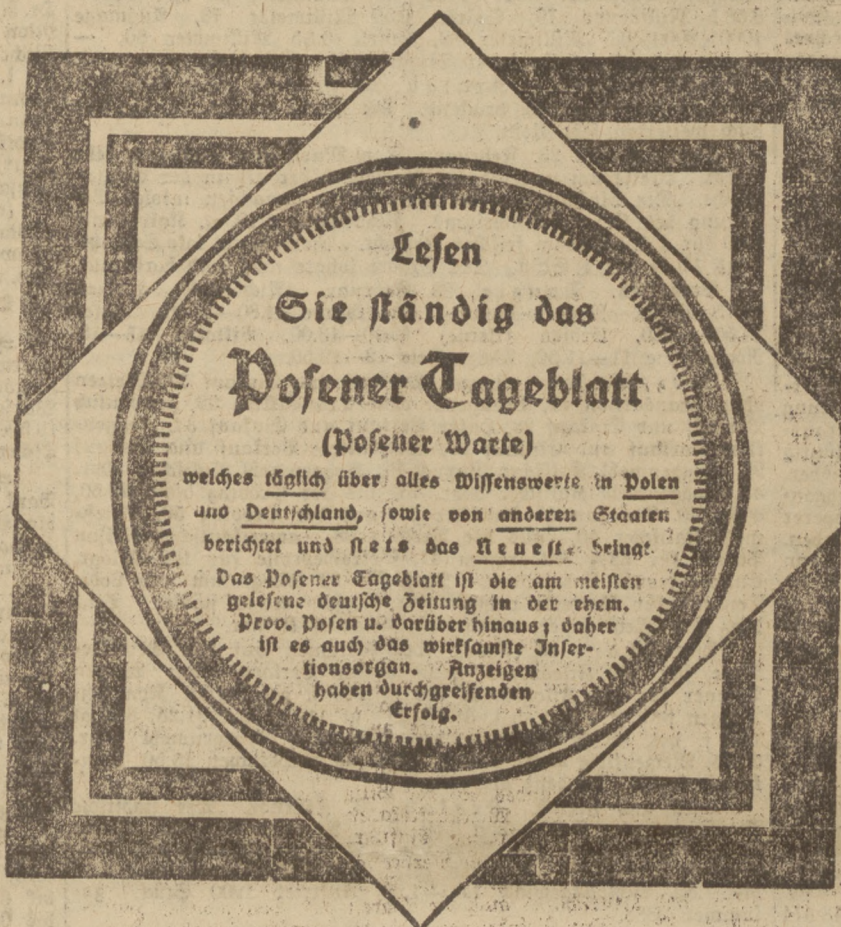 Lesen
Sie ständig das
Posener Tageblatt
(Posener Warte)
welches täglich über alles Wissenswerte in Polen
und Deutschland, sowie von anderen Staaten
berichtet und stets das Neueste bringt.
Das Posener Tageblatt ist die am meisten
gelesene deutsche Zeitung in der ehem.
Prov. Posen u. darüber hinaus; daher
ist es auch das wirksamste Inser-
tionsorgan. Anzeigen
haben durchgreifenden
Erfolg.